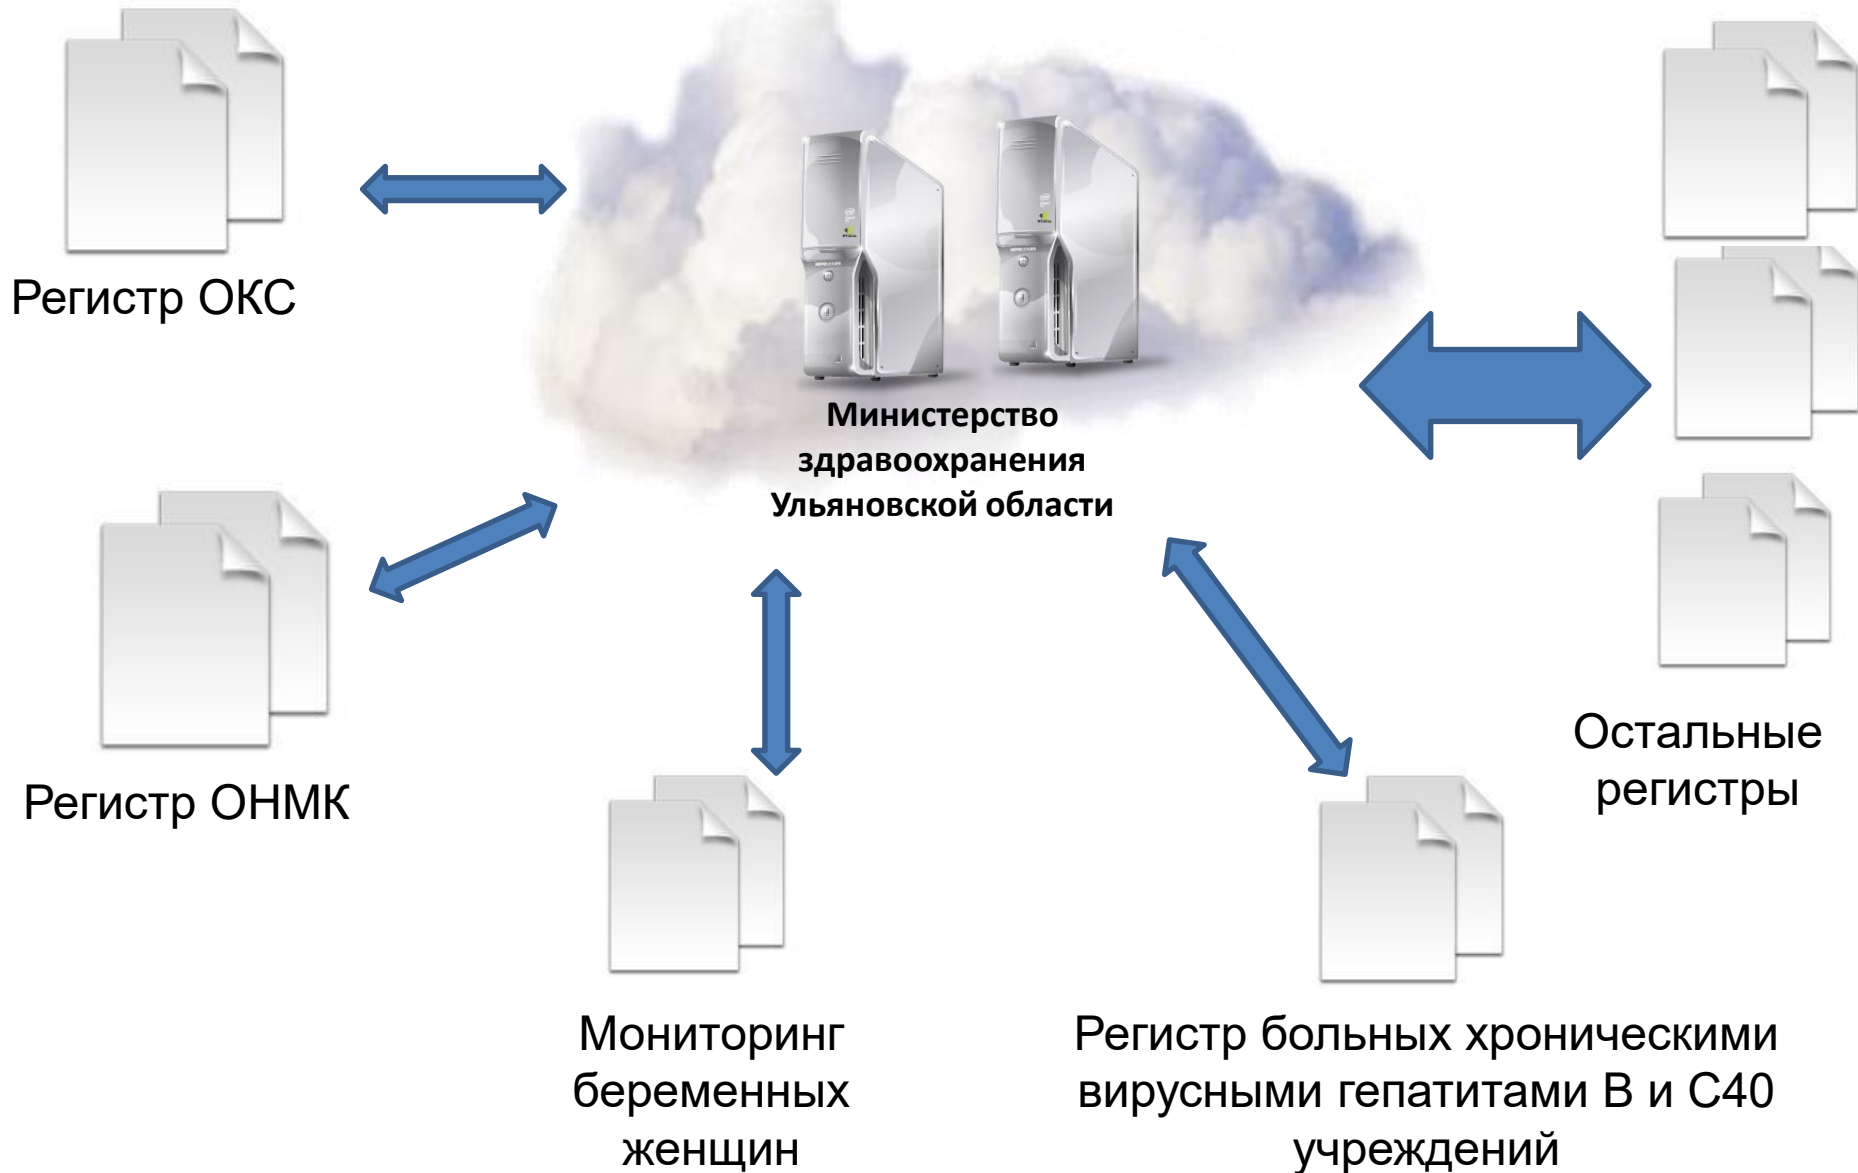 Регистр ОКС
Министерство
здравоохранения
Ульяновской области
Регистр ОНМК
Остальные
регистры
Мониторинг
беременных
женщин
Регистр больных хроническими
вирусными гепатитами В и С40
учреждений